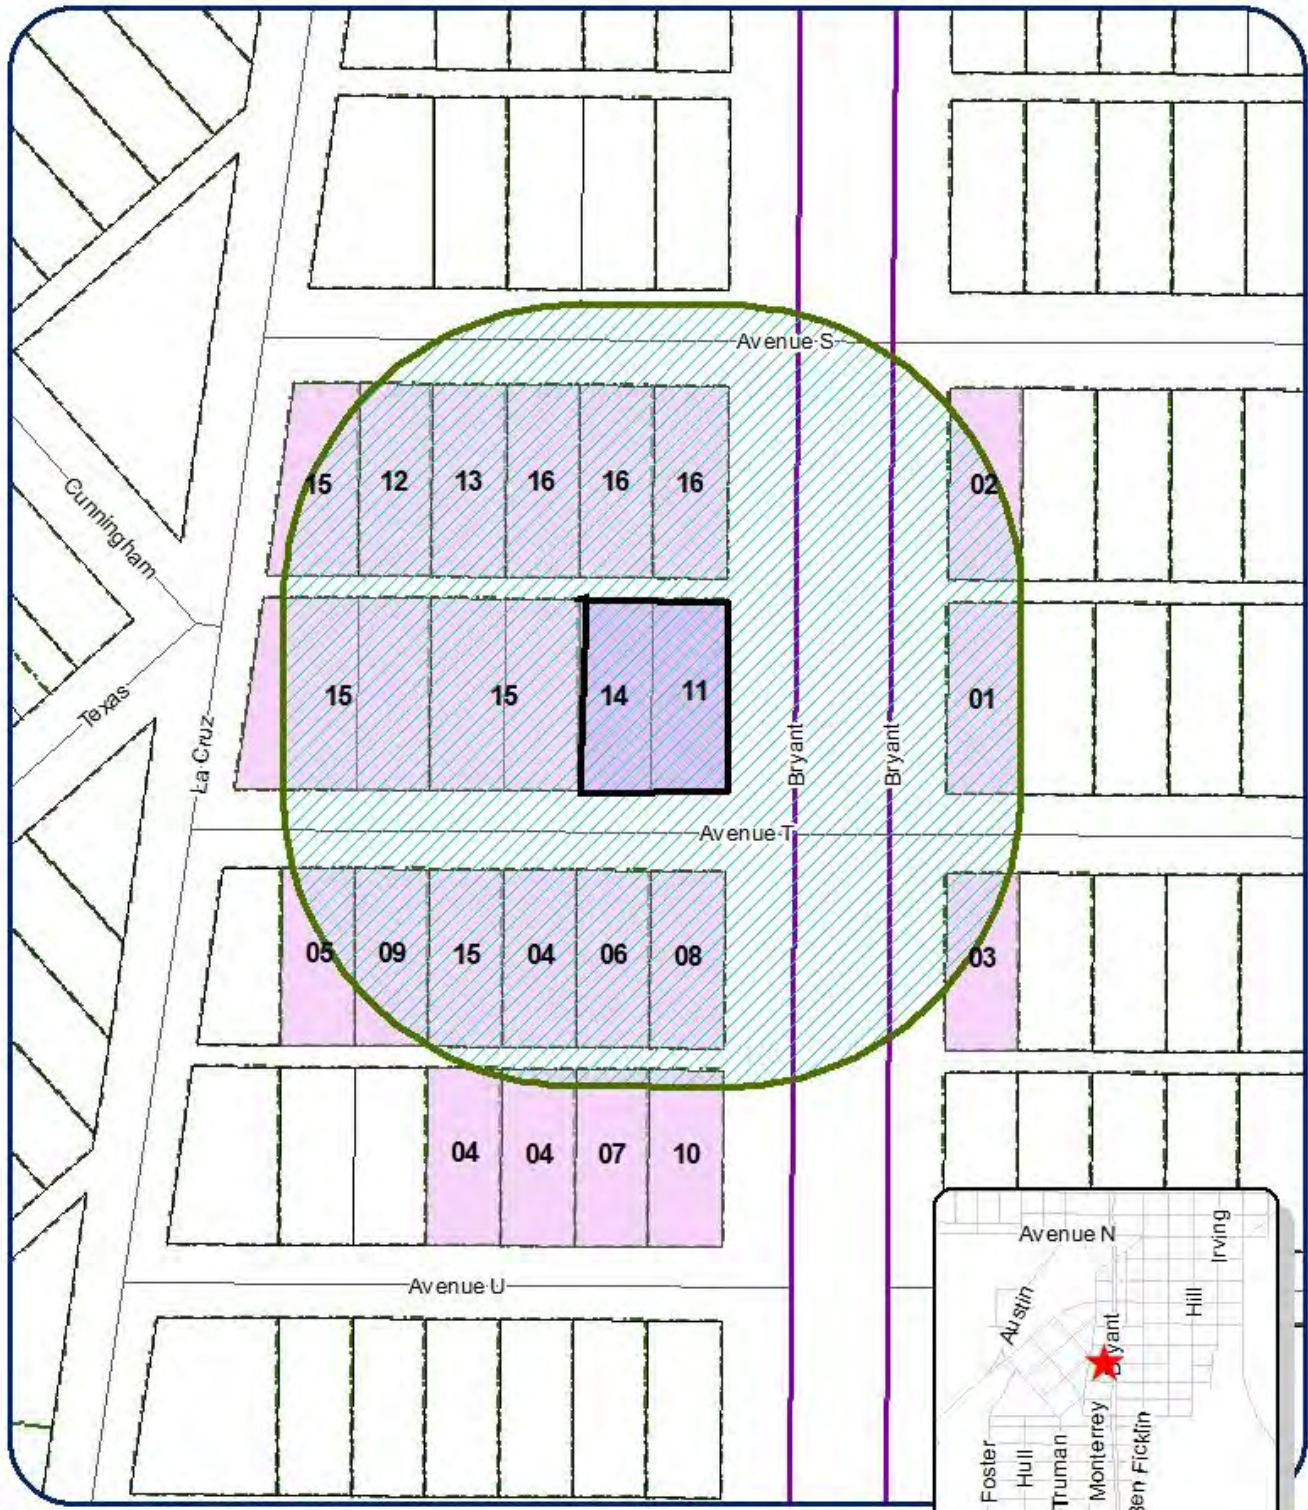 Avenue S
15 12 13 16 16 16 02
Cunningham
15 15 14 11 01
Texas
La Cruz
Bryant
Bryant
Avenue T
05 09 15 04 06 08 03
04 04 07 10
Avenue U
Avenue N
Irving
Austin
Hill
Bryant
Foster
Hull
Truman
Monterrey
Ben Ficklin